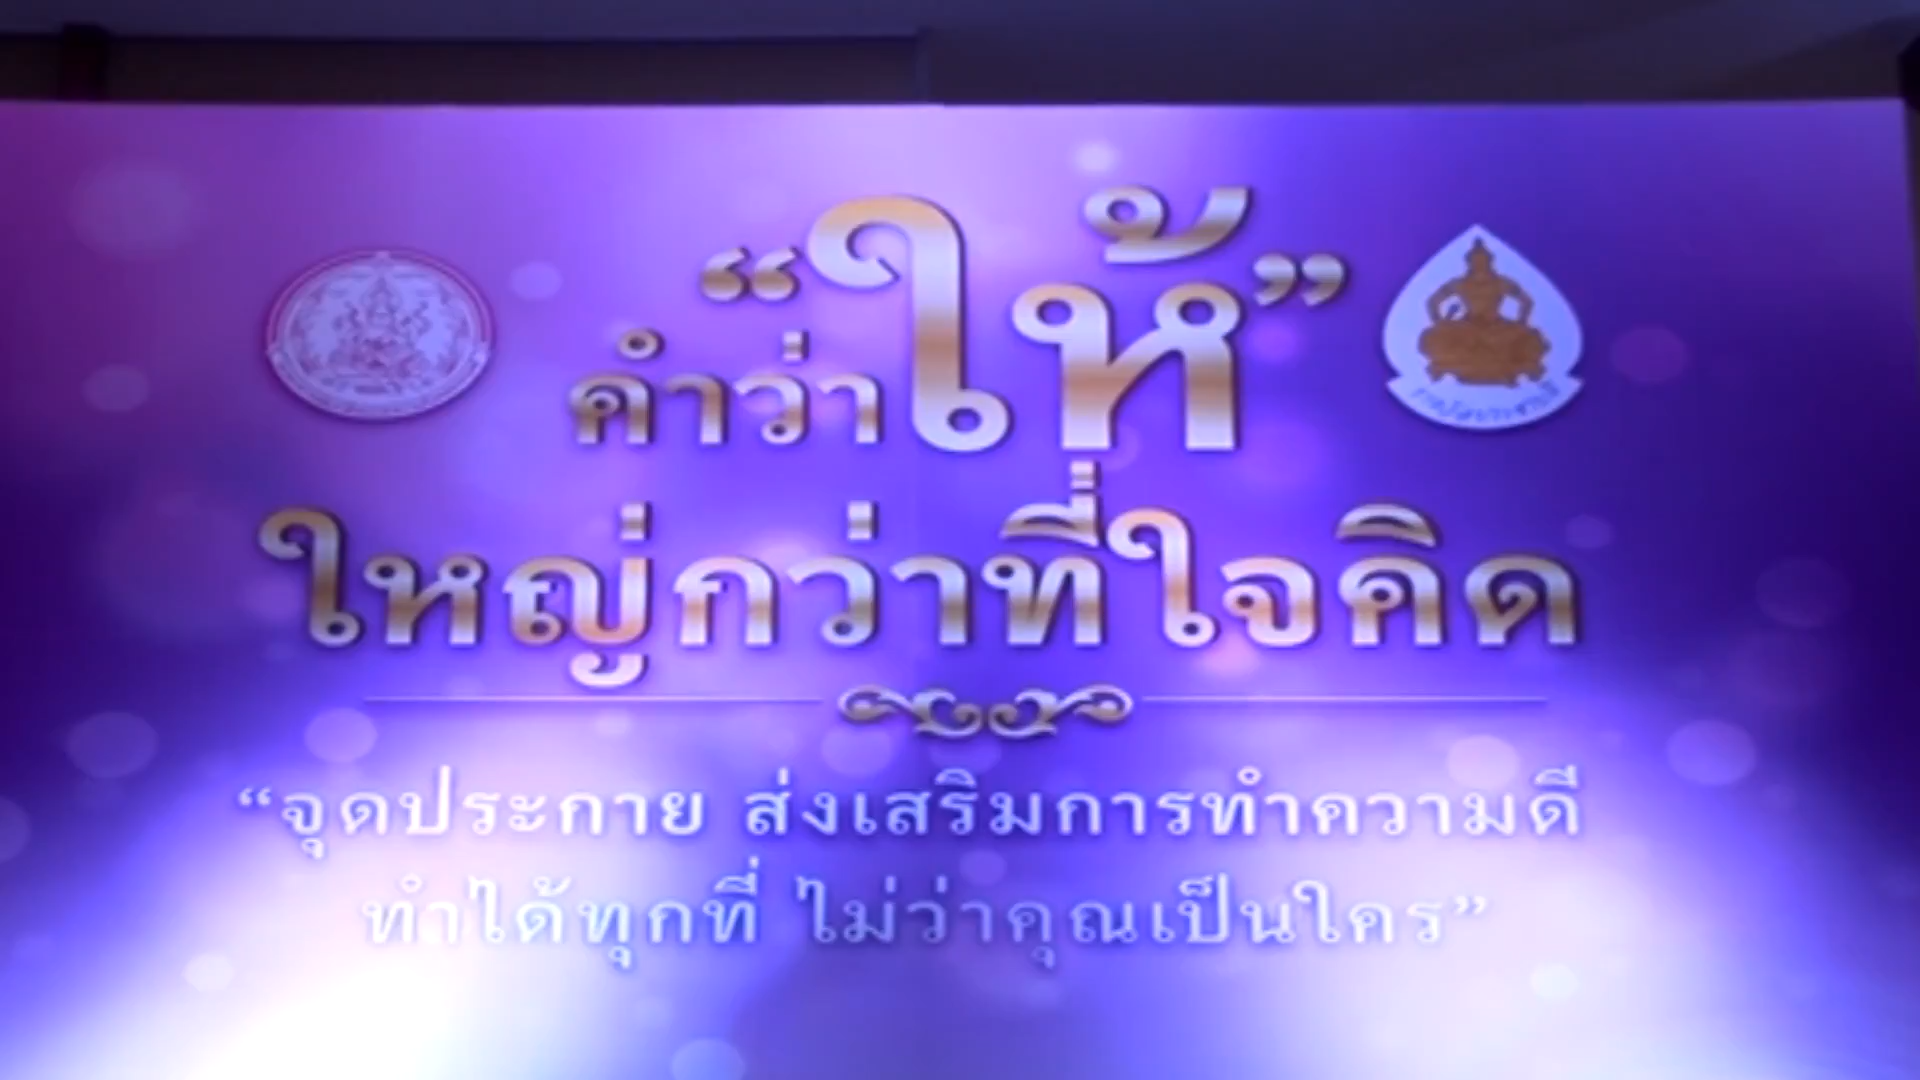 คำว่า “ให้”
ใหญ่กว่าที่ใจคิด
“จุดประกาย ส่งเสริมการทำความดี
ทำได้ทุกที่ ไม่ว่าคุณเป็นใคร”